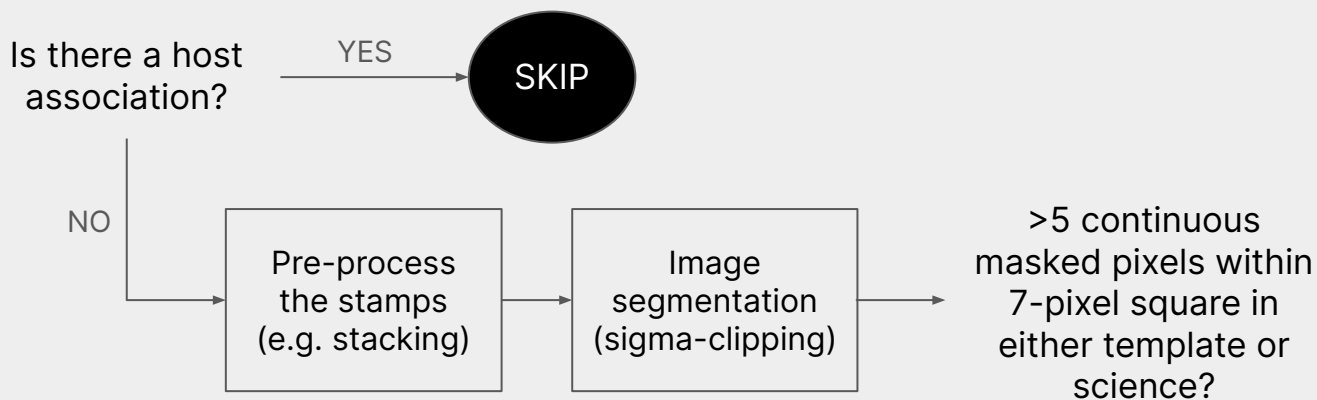 Is there a host
association?
YES
SKIP
NO
Pre-process
the stamps
(e.g. stacking)
Image
segmentation
(sigma-clipping)
>5 continuous
masked pixels within
7-pixel square in
either template or
science?